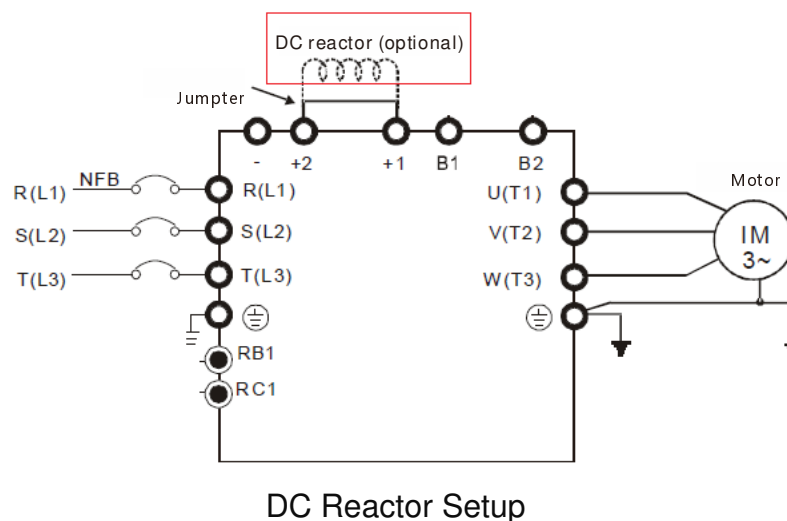 DC reactor (optional)
Jumpter
- +2 +1 B1 B2
R(L1) NFB R(L1) U(T1) Motor
S(L2) S(L2) V(T2) IM
3~
T(L3) T(L3) W(T3)
RB1
RC1
DC Reactor Setup